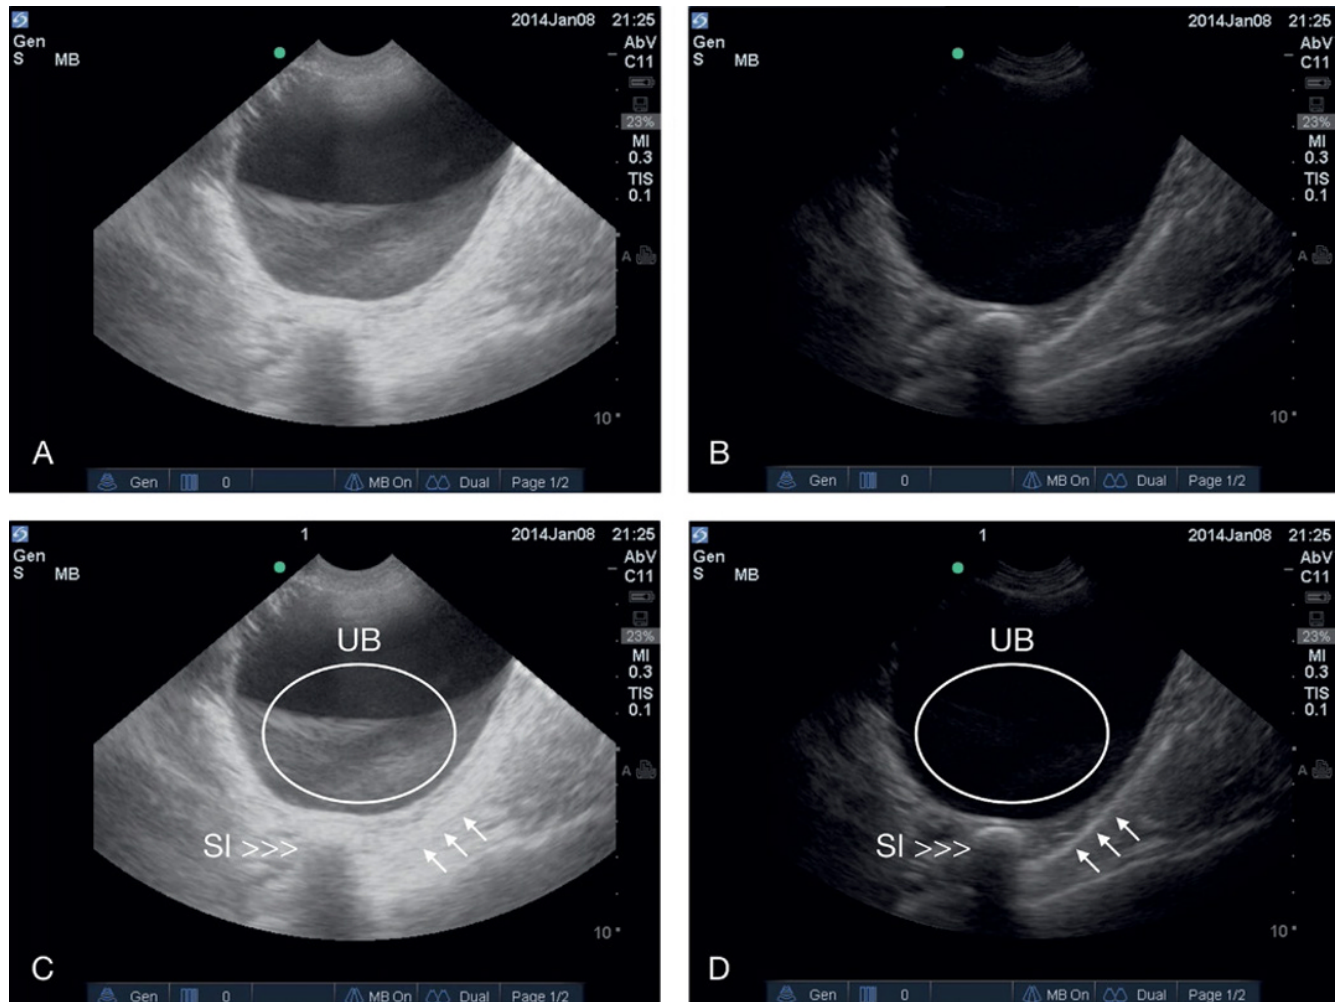 2014Jan08 21:25
Gen
S MB
AbV
C11
23%
MI
0.3
TIS
0.1
A
10
A
Gen 0 MB On Dual Page 1/2
2014Jan08 21:25
Gen
S MB
AbV
C11
23%
MI
0.3
TIS
0.1
A
10
B
Gen 0 MB On Dual Page 1/2
1 2014Jan08 21:25
Gen
S MB
AbV
C11
23%
MI
0.3
TIS
0.1
UB
A
SI >>>
10
C
Gen 0 MB On Dual Page 1/2
1 2014Jan08 21:25
Gen
S MB
AbV
C11
23%
MI
0.3
TIS
0.1
UB
A
SI >>>
10
D
Gen 0 MB On Dual Page 1/2